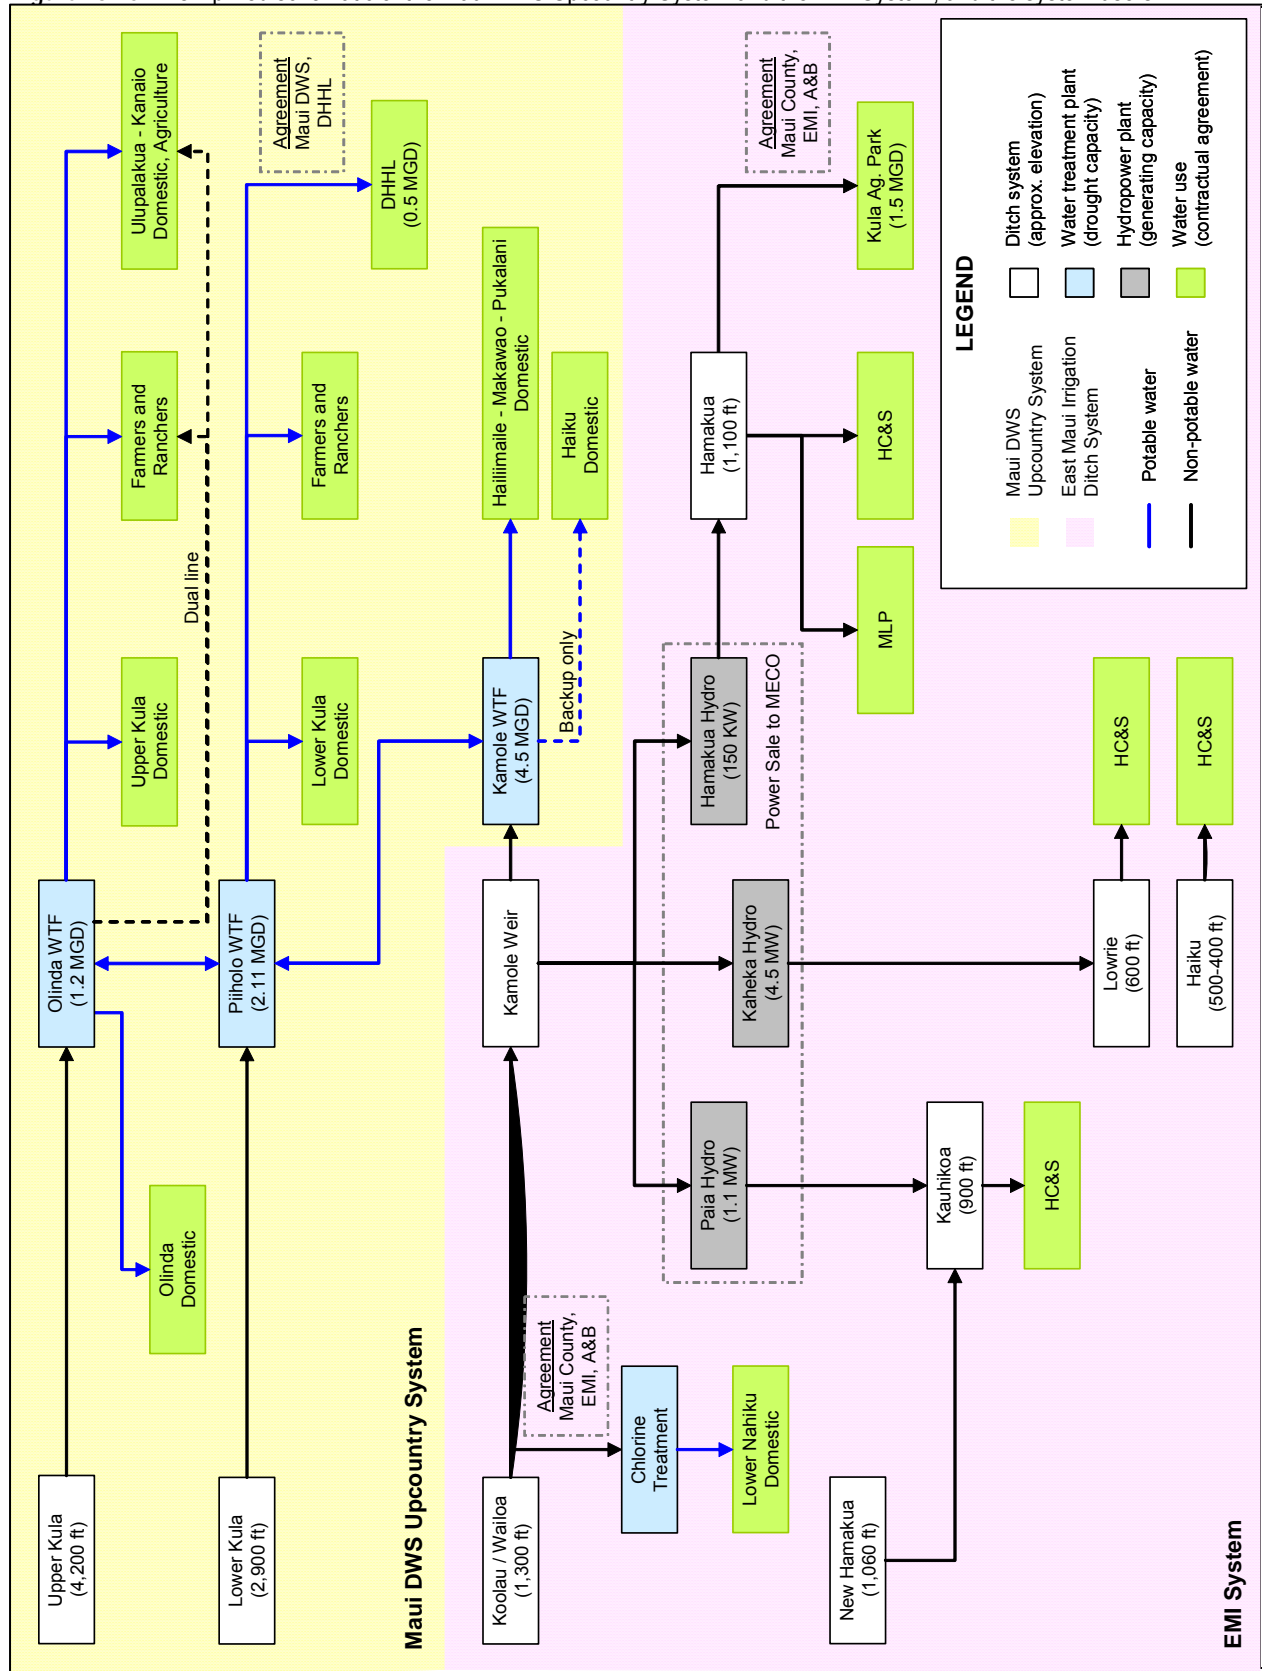 Upper Kula
(4,200 ft)
Olinda
Domestic
Olinda WTF
(1.2 MGD)
Upper Kula
Domestic
Farmers and
Ranchers
Ulupalakua - Kanaio
Domestic, Agriculture
Dual line
Lower Kula
(2,900 ft)
Piiholo WTF
(2.11 MGD)
Lower Kula
Domestic
Farmers and
Ranchers
DHHL
(0.5 MGD)
Agreement
Maui DWS,
DHHL
Maui DWS Upcountry System
Kamole WTF
(4.5 MGD)
Hailimaile - Makawao - Pukalani
Domestic
Backup only
Haiku
Domestic
Koolau / Wailoa
(1,300 ft)
Agreement
Maui County,
EMI, A&B
Kamole Weir
Chlorine
Treatment
Lower Nahiku
Domestic
Paia Hydro
(1.1 MW)
Kaheka Hydro
(4.5 MW)
Hamakua Hydro
(150 KW)
Power Sale to MECO
Hamakua
(1,100 ft)
Agreement
Maui County,
EMI, A&B
MLP
HC&S
Kula Ag. Park
(1.5 MGD)
New Hamakua
(1,060 ft)
Kauhikoa
(900 ft)
HC&S
Lowrie
(600 ft)
HC&S
Haiku
(500-400 ft)
HC&S
EMI System
LEGEND
Maui DWS
Upcountry System
East Maui Irrigation
Ditch System
Potable water
Non-potable water
Ditch system
(approx. elevation)
Water treatment plant
(drought capacity)
Hydropower plant
(generating capacity)
Water use
(contractual agreement)